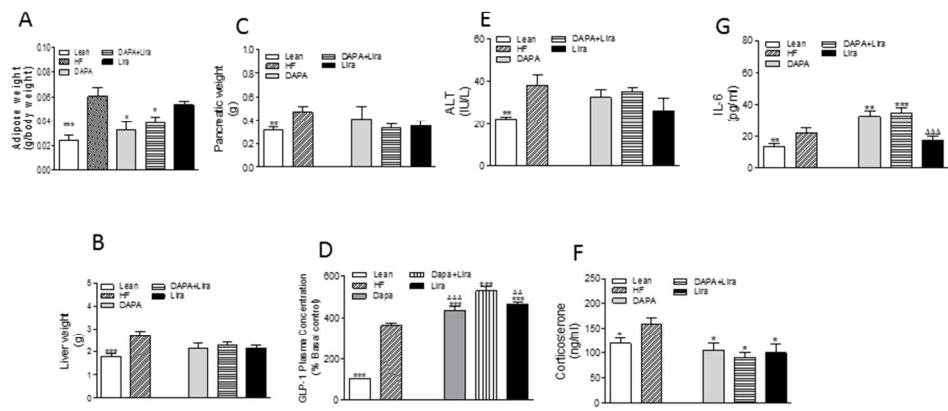 A
Lean
HF
DAPA
DAPA+Lira
Lira
Adipose weight
(g/body weight)
0.10
0.08
0.06
0.04
0.02
0.00
***
*
*
C
Lean
HF
DAPA
DAPA+Lira
Lira
Pancreatic weight
(g)
1.0
0.8
0.6
0.4
0.2
0.0
**
E
Lean
HF
DAPA
DAPA+Lira
Lira
ALT
(IU/L)
60
40
20
0
**
G
Lean
HF
DAPA
DAPA+Lira
Lira
IL-6
(pg/ml)
80
60
40
20
0
**
**
***
ΔΔΔ
B
Lean
HF
DAPA
DAPA+Lira
Lira
Liver weight
(g)
5
4
3
2
1
0
***
D
Lean
HF
Dapa
Dapa+Lira
Lira
GLP-1 Plasma Concentration
(% Basal control)
600
400
200
0
***
ΔΔΔ
***
***
ΔΔ
***
F
Lean
HF
DAPA
DAPA+Lira
Lira
Corticosterone
(ng/ml)
250
200
150
100
50
0
*
*
*
*